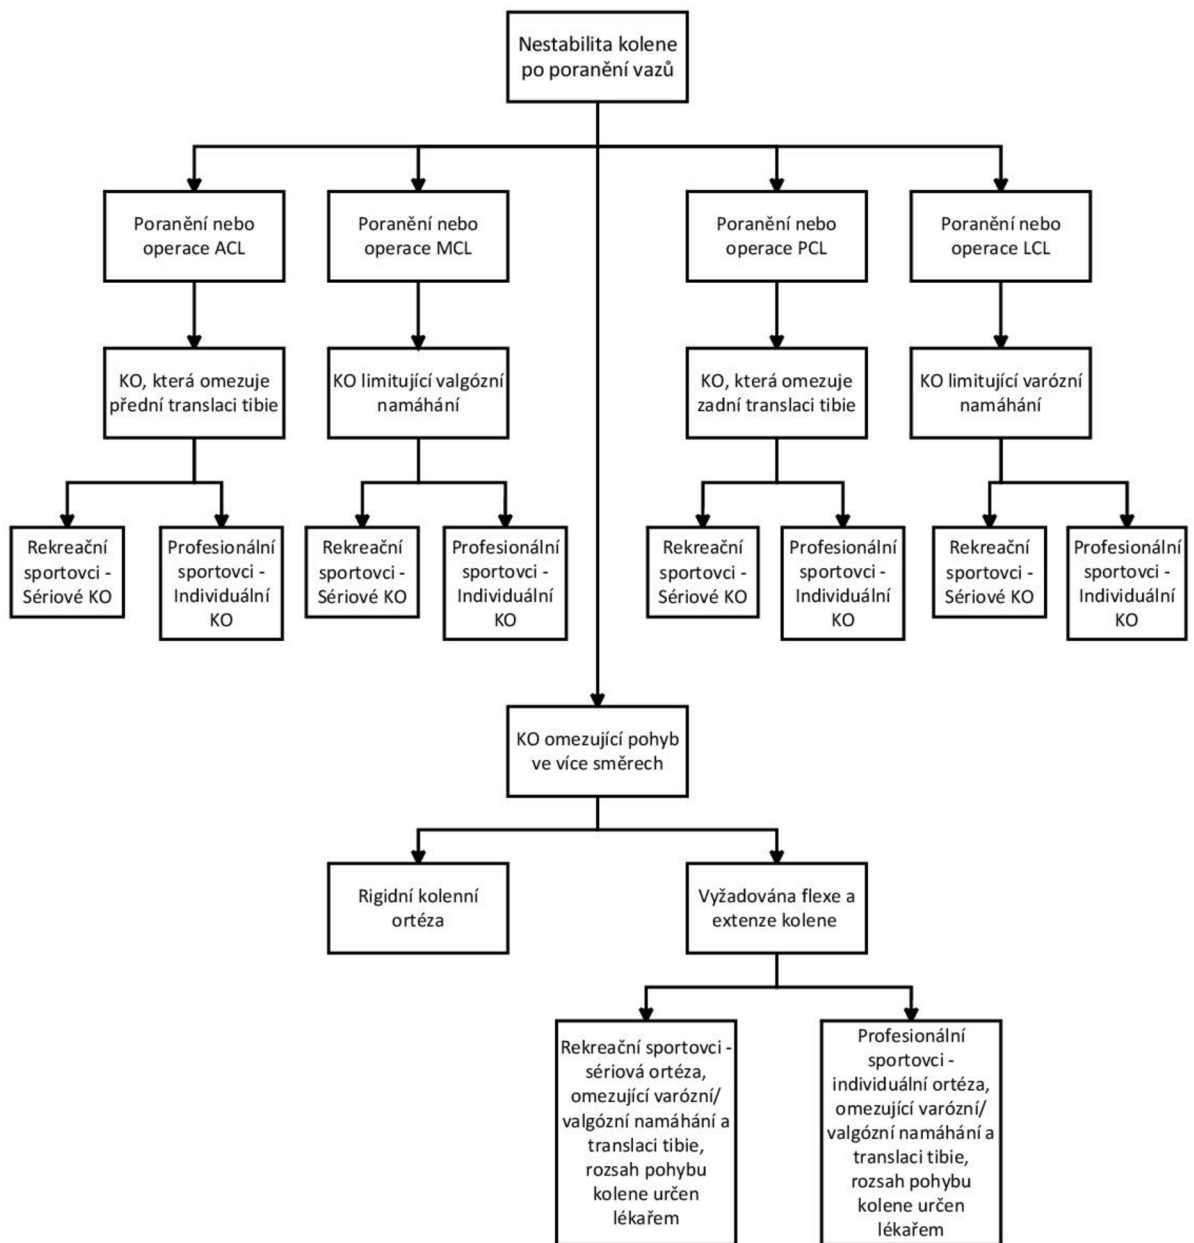 Nestabilita kolene
po poranění vazů
Poranění nebo
operace ACL
Poranění nebo
operace MCL
Poranění nebo
operace PCL
Poranění nebo
operace LCL
KO, která omezuje
přední translaci tibie
KO limitující valgózní
namáhání
KO, která omezuje
zadní translaci tibie
KO limitující varózní
namáhání
Rekreační
sportovci -
Sériové KO
Profesionální
sportovci -
Individuální
KO
Rekreační
sportovci -
Sériové KO
Profesionální
sportovci -
Individuální
KO
Rekreační
sportovci -
Sériové KO
Profesionální
sportovci -
Individuální
KO
Rekreační
sportovci -
Sériové KO
Profesionální
sportovci -
Individuální
KO
KO omezující pohyb
ve více směrech
Rigidní kolenní
ortéza
Vyžadována flexe a
extenze kolene
Rekreační sportovci -
sériová ortéza,
omezující varózní/
valgózní namáhání a
translaci tibie,
rozsah pohybu
kolene určen
lékařem
Profesionální
sportovci -
individuální ortéza,
omezující varózní/
valgózní namáhání a
translaci tibie,
rozsah pohybu
kolene určen
lékařem